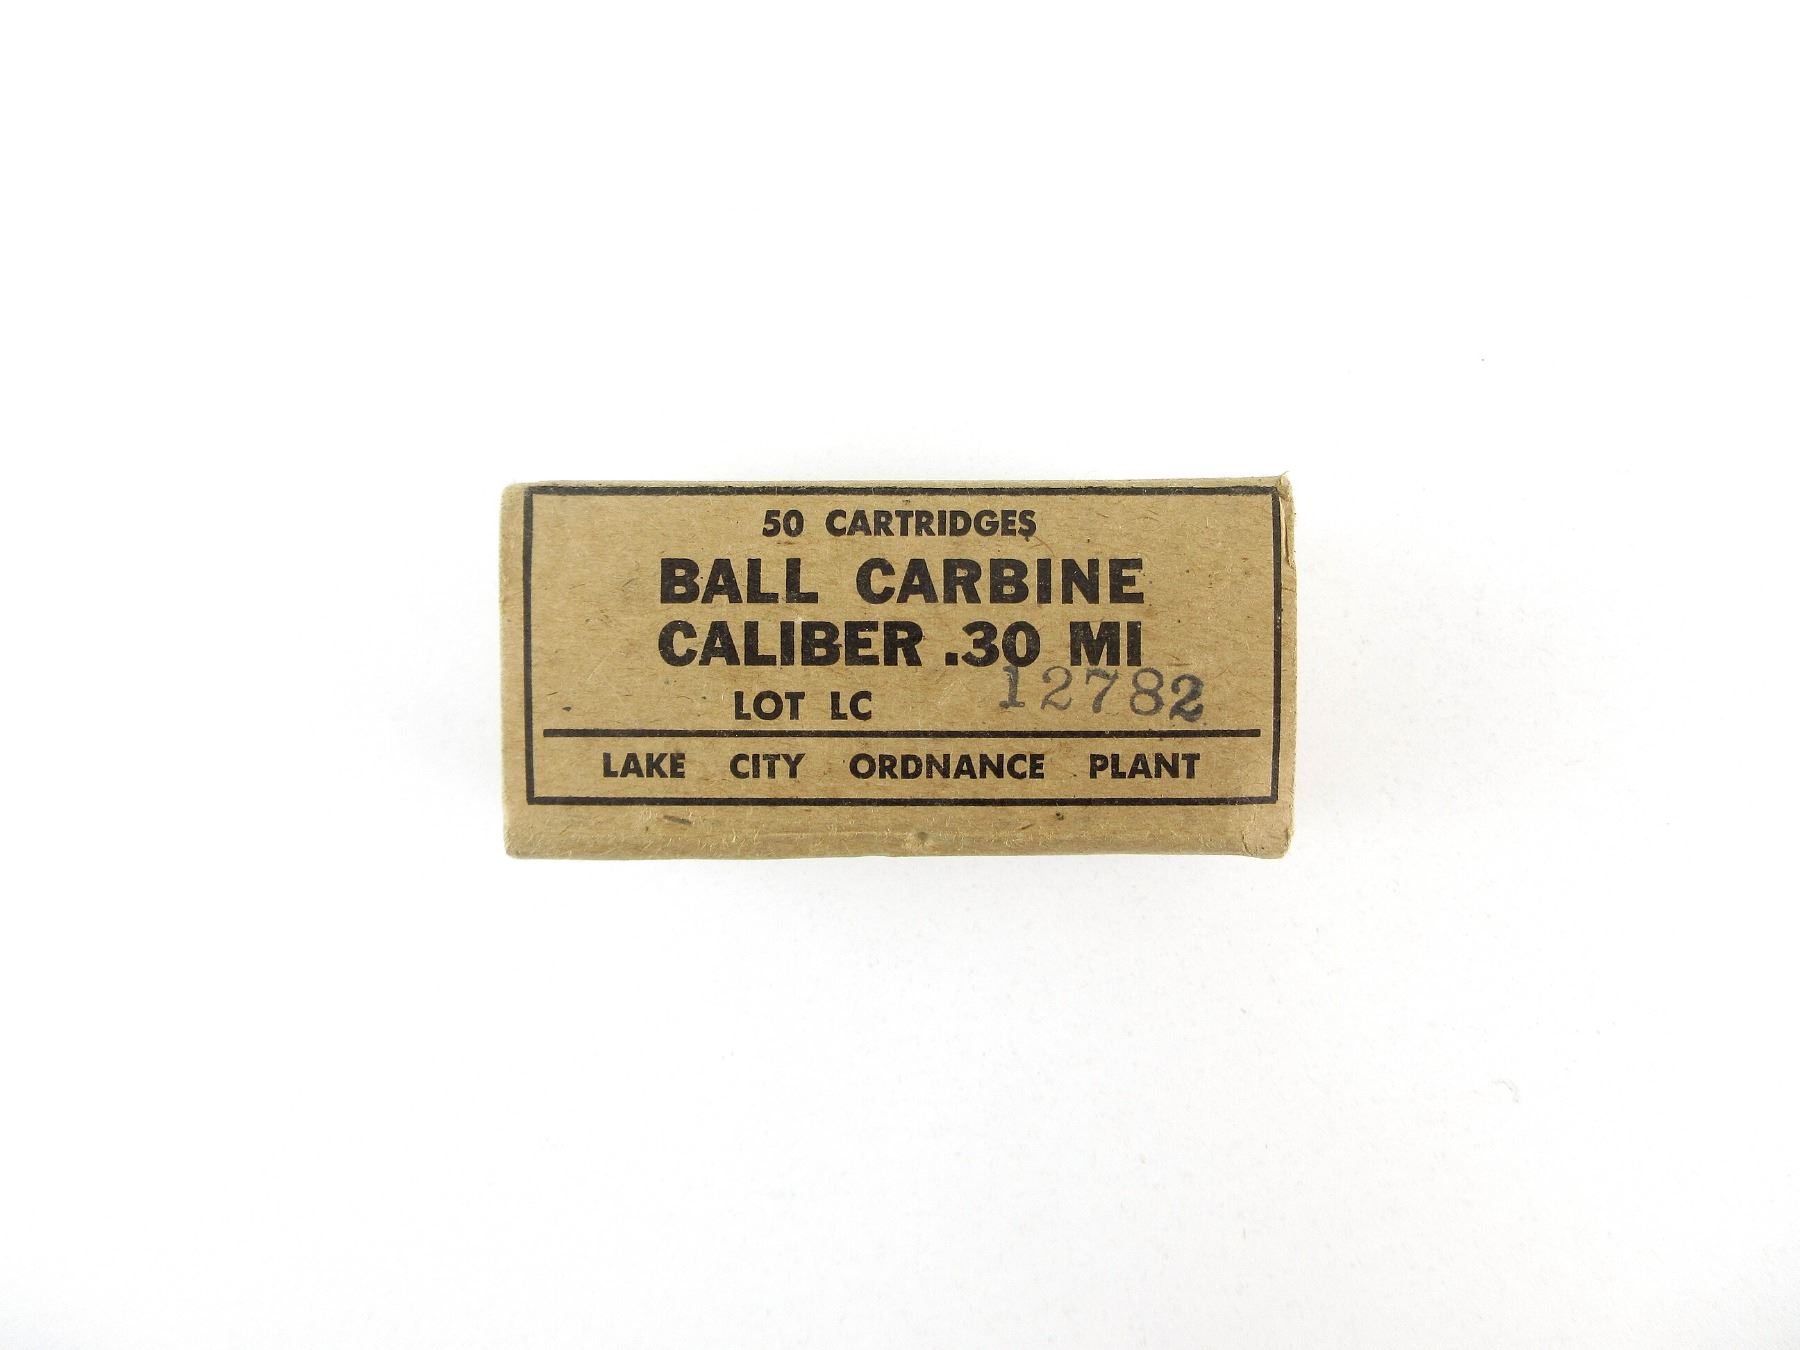 50 CARTRIDGES
BALL CARBINE
CALIBER .30 MI
LOT LC 12782
LAKE CITY ORDNANCE PLANT